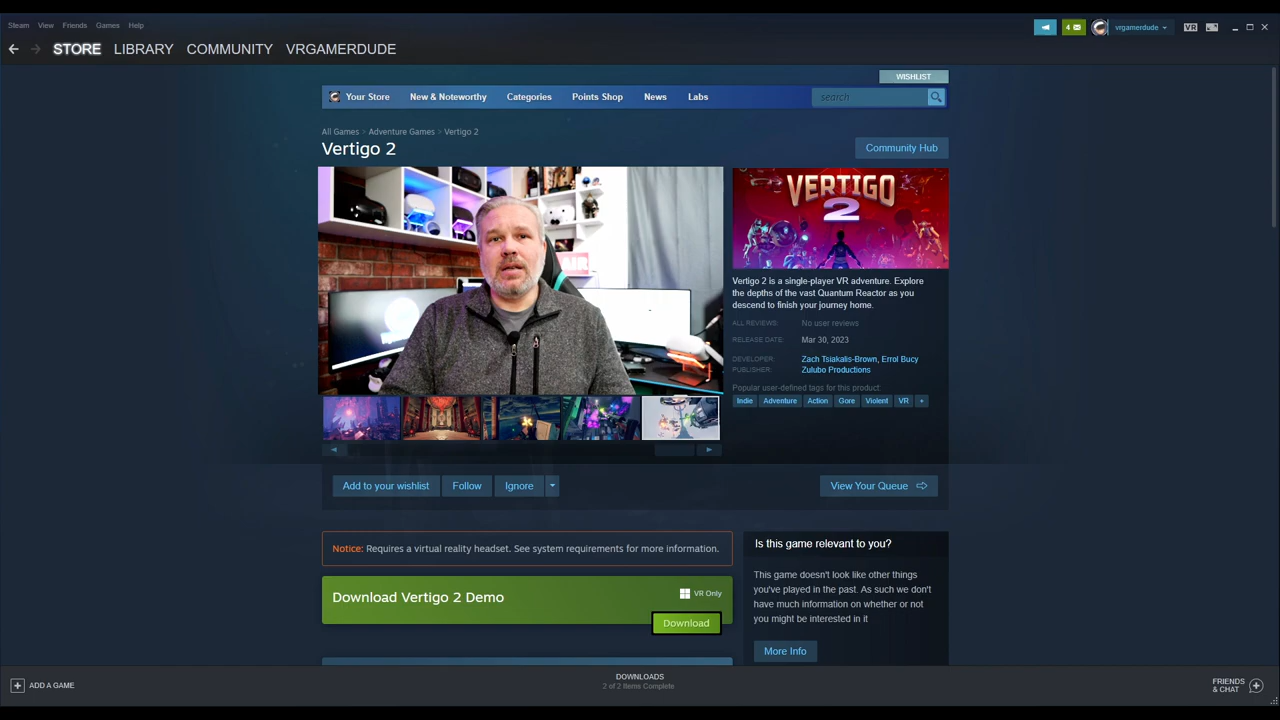 Steam View Friends Games Help
4 vrgamerdude VR
STORE LIBRARY COMMUNITY VRGAMERDUDE
WISHLIST
Your Store New & Noteworthy Categories Points Shop News Labs search
All Games > Adventure Games > Vertigo 2
Vertigo 2
Community Hub
AIR
VERTIGO
2
Vertigo 2 is a single-player VR adventure. Explore
the depths of the vast Quantum Reactor as you
descend to finish your journey home.
ALL REVIEWS: No user reviews
RELEASE DATE: Mar 30, 2023
DEVELOPER: Zach Tsiakalis-Brown, Errol Bucy
PUBLISHER: Zulubo Productions
Popular user-defined tags for this product:
Indie Adventure Action Gore Violent VR +
Add to your wishlist Follow Ignore View Your Queue
Notice: Requires a virtual reality headset. See system requirements for more information.
Download Vertigo 2 Demo
VR Only
Download
Is this game relevant to you?
This game doesn't look like other things
you've played in the past. As such we don't
have much information on whether or not
you might be interested in it
More Info
ADD A GAME
DOWNLOADS
2 of 2 Items Complete
FRIENDS
& CHAT